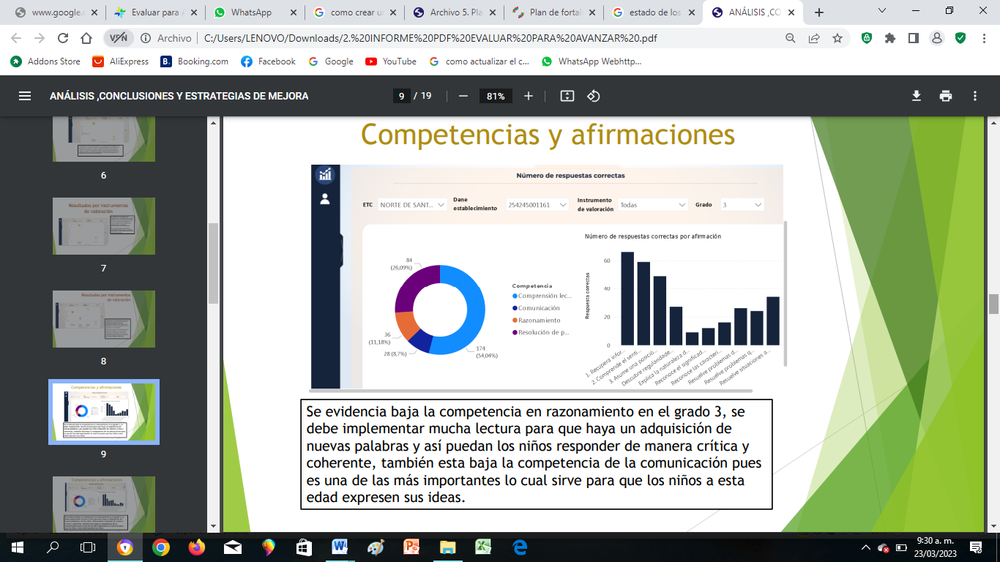 www.google.c
Evaluar para A
WhatsApp
como crear un
Archivo 5. Pla
Plan de fortal
estado de los
ANÁLISIS ,CO
VPN
Archivo
C:/Users/LENOVO/Downloads/2.%20INFORME%20PDF%20EVALUAR%20PARA%20AVANZAR%20.pdf
Addons Store
AliExpress
Booking.com
Facebook
Google
YouTube
como actualizar el c...
WhatsApp Webhttp...
ANÁLISIS ,CONCLUSIONES Y ESTRATEGIAS DE MEJORA
9 / 19
81%
6
Resultados por instrumentos
de valoración
7
Resultados por instrumentos
de valoración
8
Competencias y afirmaciones
9
Competencias y afirmaciones
Número de respuestas correctas
ETC NORTE DE SANT...
Dane
establecimiento
254245001161
Instrumento
de valoración
Todas
Grado 3
84
(26,09%)
36
(11,18%)
28 (8,7%)
174
(54,04%)
Competencia
Comprensión lec...
Comunicación
Razonamiento
Resolución de p...
Número de respuestas correctas por afirmación
Respuesta correctas
60
40
20
0
1. Recupera infor...
2. Comprende el senti...
3. Asume una posició...
Descubre regularidade...
Explica la naturaleza d...
Reconoce el significad...
Reconoce las caracterí...
Resuelve problemas d...
Resuelve problemas q...
Resuelve situaciones a...
Se evidencia baja la competencia en razonamiento en el grado 3, se
debe implementar mucha lectura para que haya un adquisición de
nuevas palabras y así puedan los niños responder de manera crítica y
coherente, también esta baja la competencia de la comunicación pues
es una de las más importantes lo cual sirve para que los niños a esta
edad expresen sus ideas.
9:30 a. m.
23/03/2023